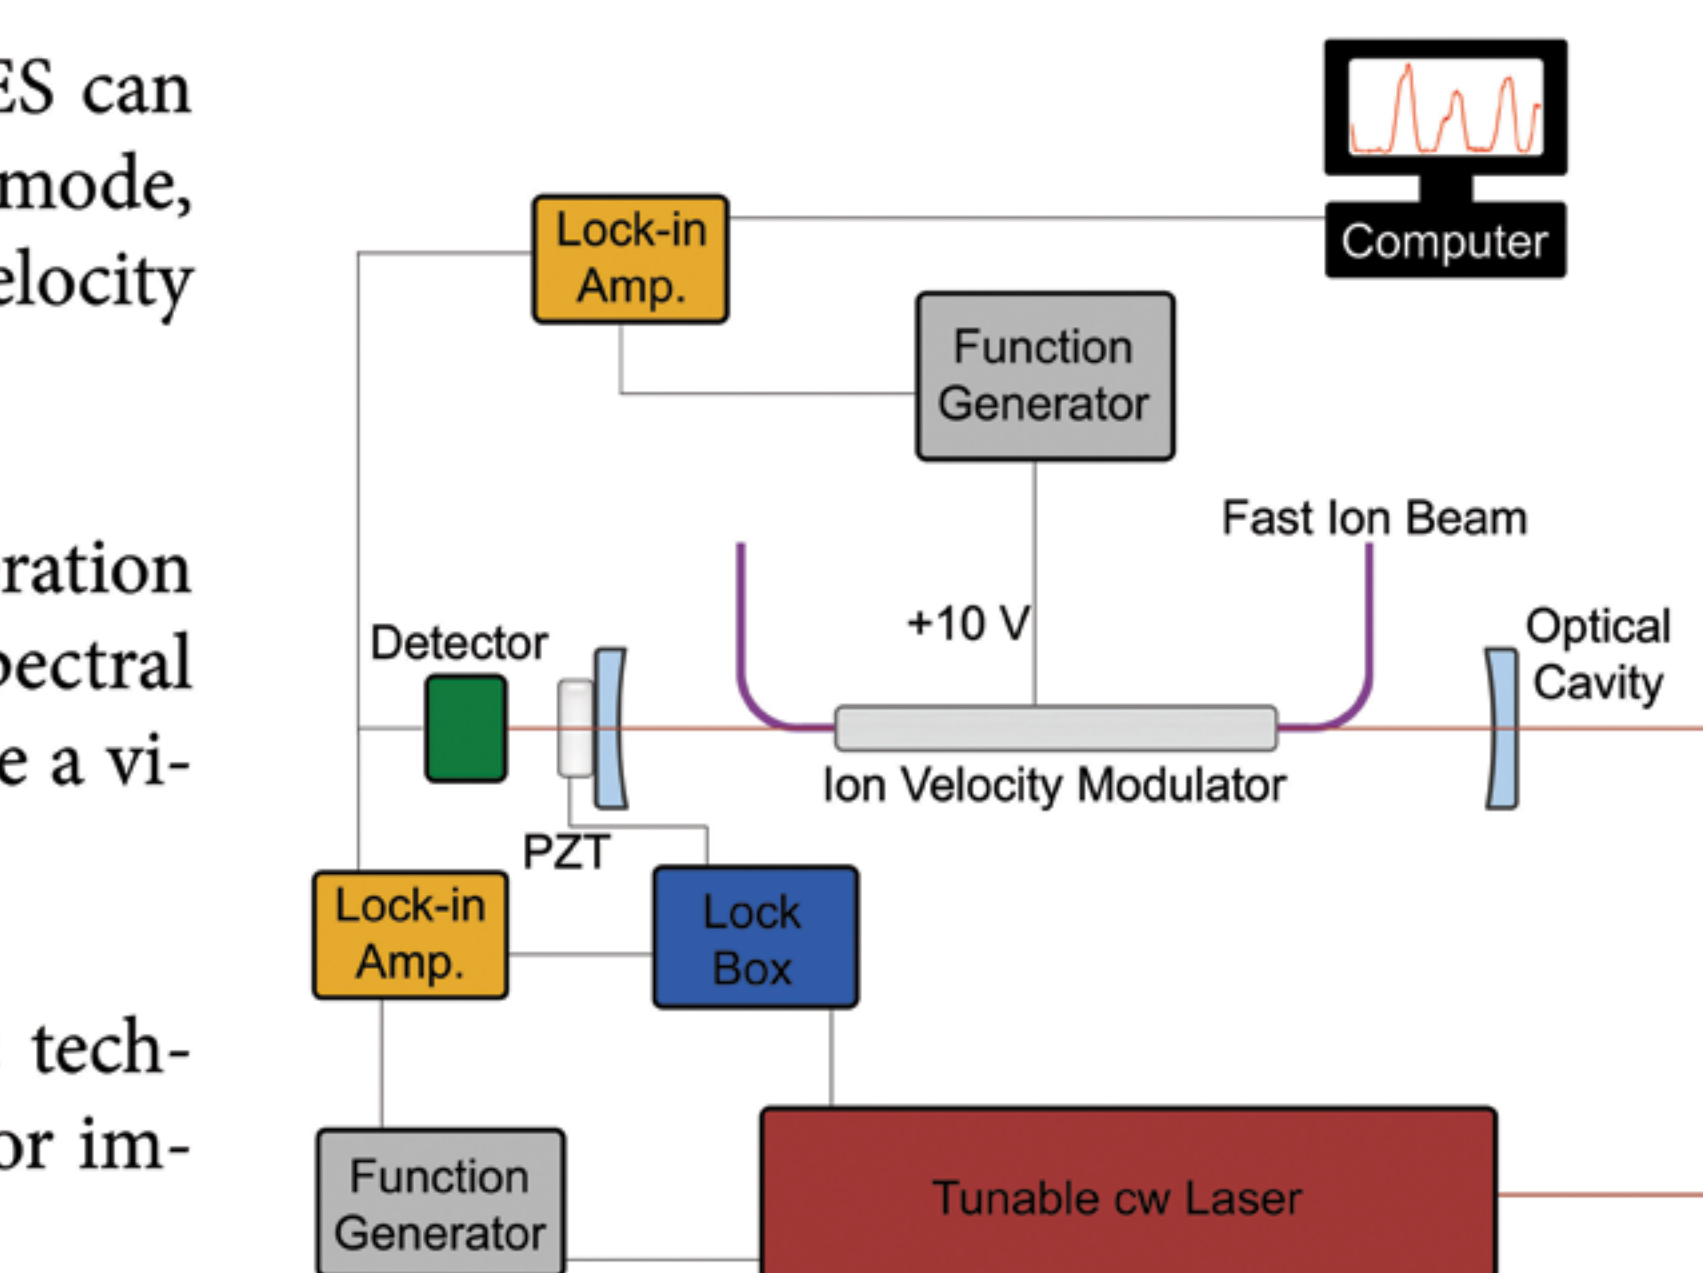 ES can
mode,
elocity
ration
pectral
e a vi-
tech-
or im-
Computer
Lock-in
Amp.
Function
Generator
Fast Ion Beam
+10 V
Detector
Optical
Cavity
Ion Velocity Modulator
PZT
Lock-in
Amp.
Lock
Box
Function
Generator
Tunable cw Laser